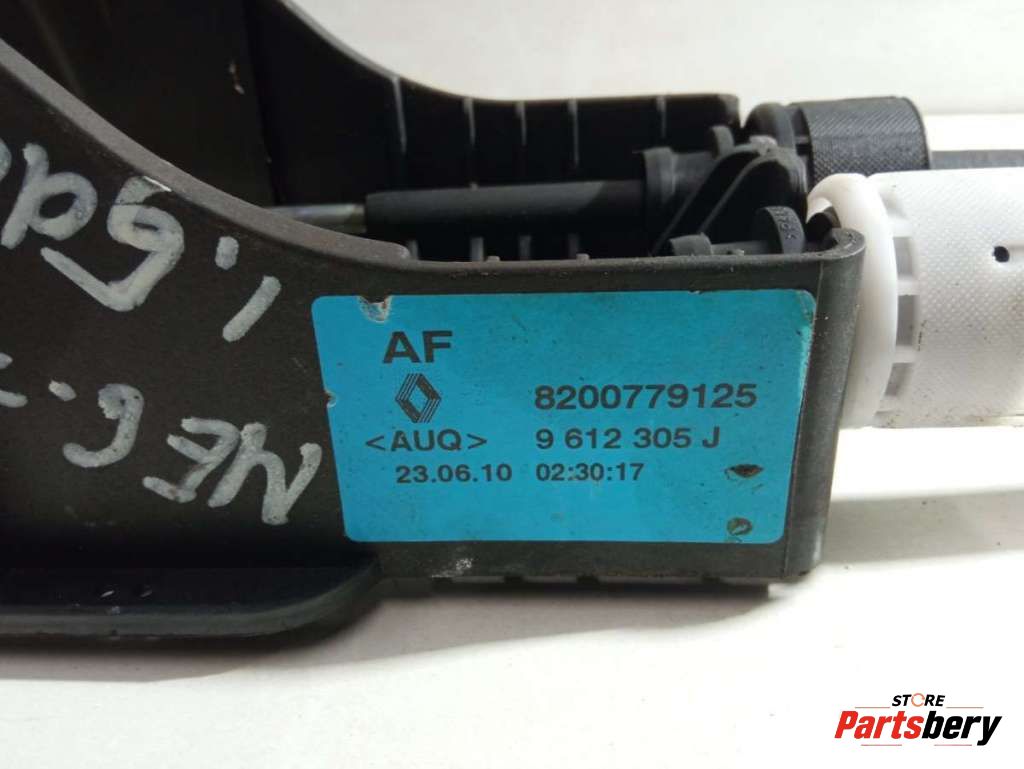 AF
8200779125
<AUQ> 9 612 305 J
23.06.10 02:30:17
STORE
Partsbery